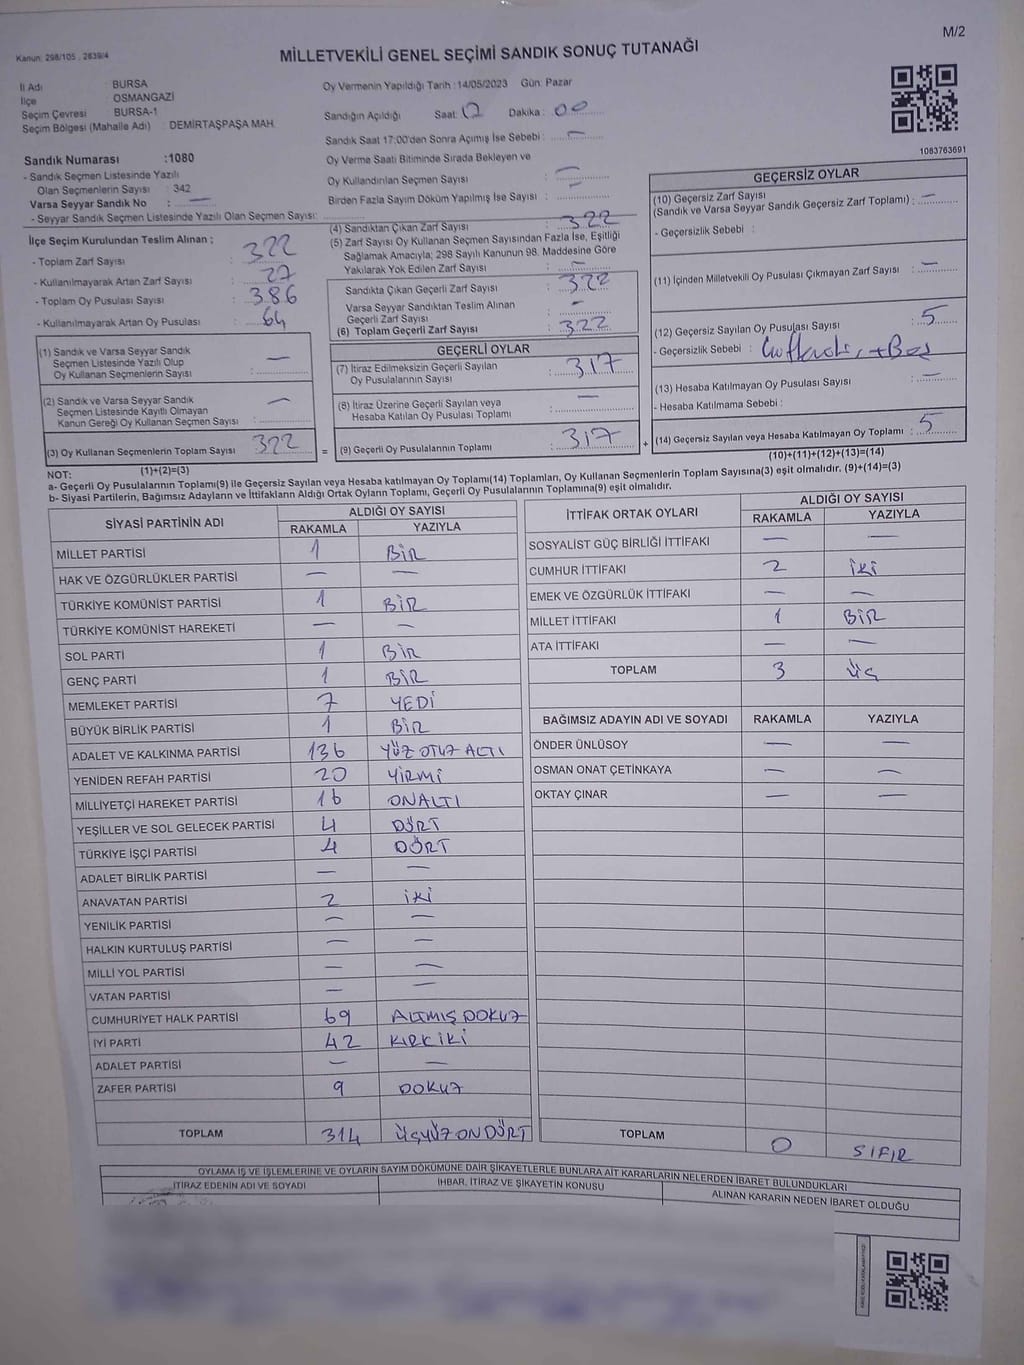 M/2
Kanun: 298/105 , 2839/4
MİLLETVEKİLİ GENEL SEÇİMİ SANDIK SONUÇ TUTANAĞI
İl Adı : BURSA
İlçe : OSMANGAZİ
Seçim Çevresi : BURSA-1
Seçim Bölgesi (Mahalle Adı) : DEMİRTAŞPAŞA MAH.
Sandık Numarası :1080
- Sandık Seçmen Listesinde Yazılı
Olan Seçmenlerin Sayısı : 342
Varsa Seyyar Sandık No : —
- Seyyar Sandık Seçmen Listesinde Yazılı Olan Seçmen Sayısı:
Oy Vermenin Yapıldığı Tarih :14/05/2023 Gün: Pazar
Sandığın Açıldığı Saat: Dakika: 00
Sandık Saat 17:00'den Sonra Açılmış İse Sebebi : —
Oy Verme Saati Bitiminde Sırada Bekleyen ve
Oy Kullandırılan Seçmen Sayısı : —
Birden Fazla Sayım Döküm Yapılmış İse Sayısı : —
1083763691
İlçe Seçim Kurulundan Teslim Alınan ;
- Toplam Zarf Sayısı : 322
- Kullanılmayarak Artan Zarf Sayısı : 27
- Toplam Oy Pusulası Sayısı : 386
- Kullanılmayarak Artan Oy Pusulası : 64
(1) Sandık ve Varsa Seyyar Sandık
Seçmen Listesinde Yazılı Olup
Oy Kullanan Seçmenlerin Sayısı : —
(2) Sandık ve Varsa Seyyar Sandık
Seçmen Listesinde Kayıtlı Olmayan
Kanun Gereği Oy Kullanan Seçmen Sayısı : —
(3) Oy Kullanan Seçmenlerin Toplam Sayısı 322
(4) Sandıktan Çıkan Zarf Sayısı : 322
(5) Zarf Sayısı Oy Kullanan Seçmen Sayısından Fazla İse, Eşitliği
Sağlamak Amacıyla; 298 Sayılı Kanunun 98. Maddesine Göre
Yakılarak Yok Edilen Zarf Sayısı : —
Sandıkta Çıkan Geçerli Zarf Sayısı : 322
Varsa Seyyar Sandıktan Teslim Alınan
Geçerli Zarf Sayısı : —
(6) Toplam Geçerli Zarf Sayısı : 322
GEÇERLİ OYLAR
(7) İtiraz Edilmeksizin Geçerli Sayılan
Oy Pusulalarının Sayısı : 317
(8) İtiraz Üzerine Geçerli Sayılan veya
Hesaba Katılan Oy Pusulası Toplamı : —
= (9) Geçerli Oy Pusulalarının Toplamı : 317 +
GEÇERSİZ OYLAR
(10) Geçersiz Zarf Sayısı
(Sandık ve Varsa Seyyar Sandık Geçersiz Zarf Toplamı) : —
- Geçersizlik Sebebi :
(11) İçinden Milletvekili Oy Pusulası Çıkmayan Zarf Sayısı : —
(12) Geçersiz Sayılan Oy Pusulası Sayısı : 5
- Geçersizlik Sebebi : +Boş
(13) Hesaba Katılmayan Oy Pusulası Sayısı : —
- Hesaba Katılmama Sebebi :
(14) Geçersiz Sayılan veya Hesaba Katılmayan Oy Toplamı : 5
(10)+(11)+(12)+(13)=(14)
NOT: (1)+(2)=(3)
a- Geçerli Oy Pusulalarının Toplamı(9) ile Geçersiz Sayılan veya Hesaba katılmayan Oy Toplamı(14) Toplamları, Oy Kullanan Seçmenlerin Toplam Sayısına(3) eşit olmalıdır. (9)+(14)=(3)
b- Siyasi Partilerin, Bağımsız Adayların ve İttifakların Aldığı Ortak Oyların Toplamı, Geçerli Oy Pusulalarının Toplamına(9) eşit olmalıdır.
SİYASİ PARTİNİN ADI ALDIĞI OY SAYISI
RAKAMLA YAZIYLA
MİLLET PARTİSİ 1 BİR
HAK VE ÖZGÜRLÜKLER PARTİSİ — —
TÜRKİYE KOMÜNİST PARTİSİ 1 BİR
TÜRKİYE KOMÜNİST HAREKETİ — —
SOL PARTİ 1 BİR
GENÇ PARTİ 1 BİR
MEMLEKET PARTİSİ 7 YEDİ
BÜYÜK BİRLİK PARTİSİ 1 BİR
ADALET VE KALKINMA PARTİSİ 136 YÜZ OTUZ ALTI
YENİDEN REFAH PARTİSİ 20 YİRMİ
MİLLİYETÇİ HAREKET PARTİSİ 16 ONALTI
YEŞİLLER VE SOL GELECEK PARTİSİ 4 DÖRT
TÜRKİYE İŞÇİ PARTİSİ 4 DÖRT
ADALET BİRLİK PARTİSİ — —
ANAVATAN PARTİSİ 2 İKİ
YENİLİK PARTİSİ — —
HALKIN KURTULUŞ PARTİSİ — —
MİLLİ YOL PARTİSİ — —
VATAN PARTİSİ — —
CUMHURİYET HALK PARTİSİ 69 ALTMIŞ DOKUZ
İYİ PARTİ 42 KIRK İKİ
ADALET PARTİSİ — —
ZAFER PARTİSİ 9 DOKUZ
TOPLAM 314 ÜÇYÜZ ONDÖRT
İTTİFAK ORTAK OYLARI ALDIĞI OY SAYISI
RAKAMLA YAZIYLA
SOSYALİST GÜÇ BİRLİĞİ İTTİFAKI — —
CUMHUR İTTİFAKI 2 İKİ
EMEK VE ÖZGÜRLÜK İTTİFAKI — —
MİLLET İTTİFAKI 1 BİR
ATA İTTİFAKI — —
TOPLAM 3 ÜÇ
BAĞIMSIZ ADAYIN ADI VE SOYADI RAKAMLA YAZIYLA
ÖNDER ÜNLÜSOY — —
OSMAN ONAT ÇETİNKAYA — —
OKTAY ÇINAR — —
TOPLAM 0 SIFIR
OYLAMA İŞ VE İŞLEMLERİNE VE OYLARIN SAYIM DÖKÜMÜNE DAİR ŞİKAYETLERLE BUNLARA AİT KARARLARIN NELERDEN İBARET BULUNDUKLARI
İTİRAZ EDENİN ADI VE SOYADI İHBAR, İTİRAZ VE ŞİKAYETİN KONUSU ALINAN KARARIN NEDEN İBARET OLDUĞU